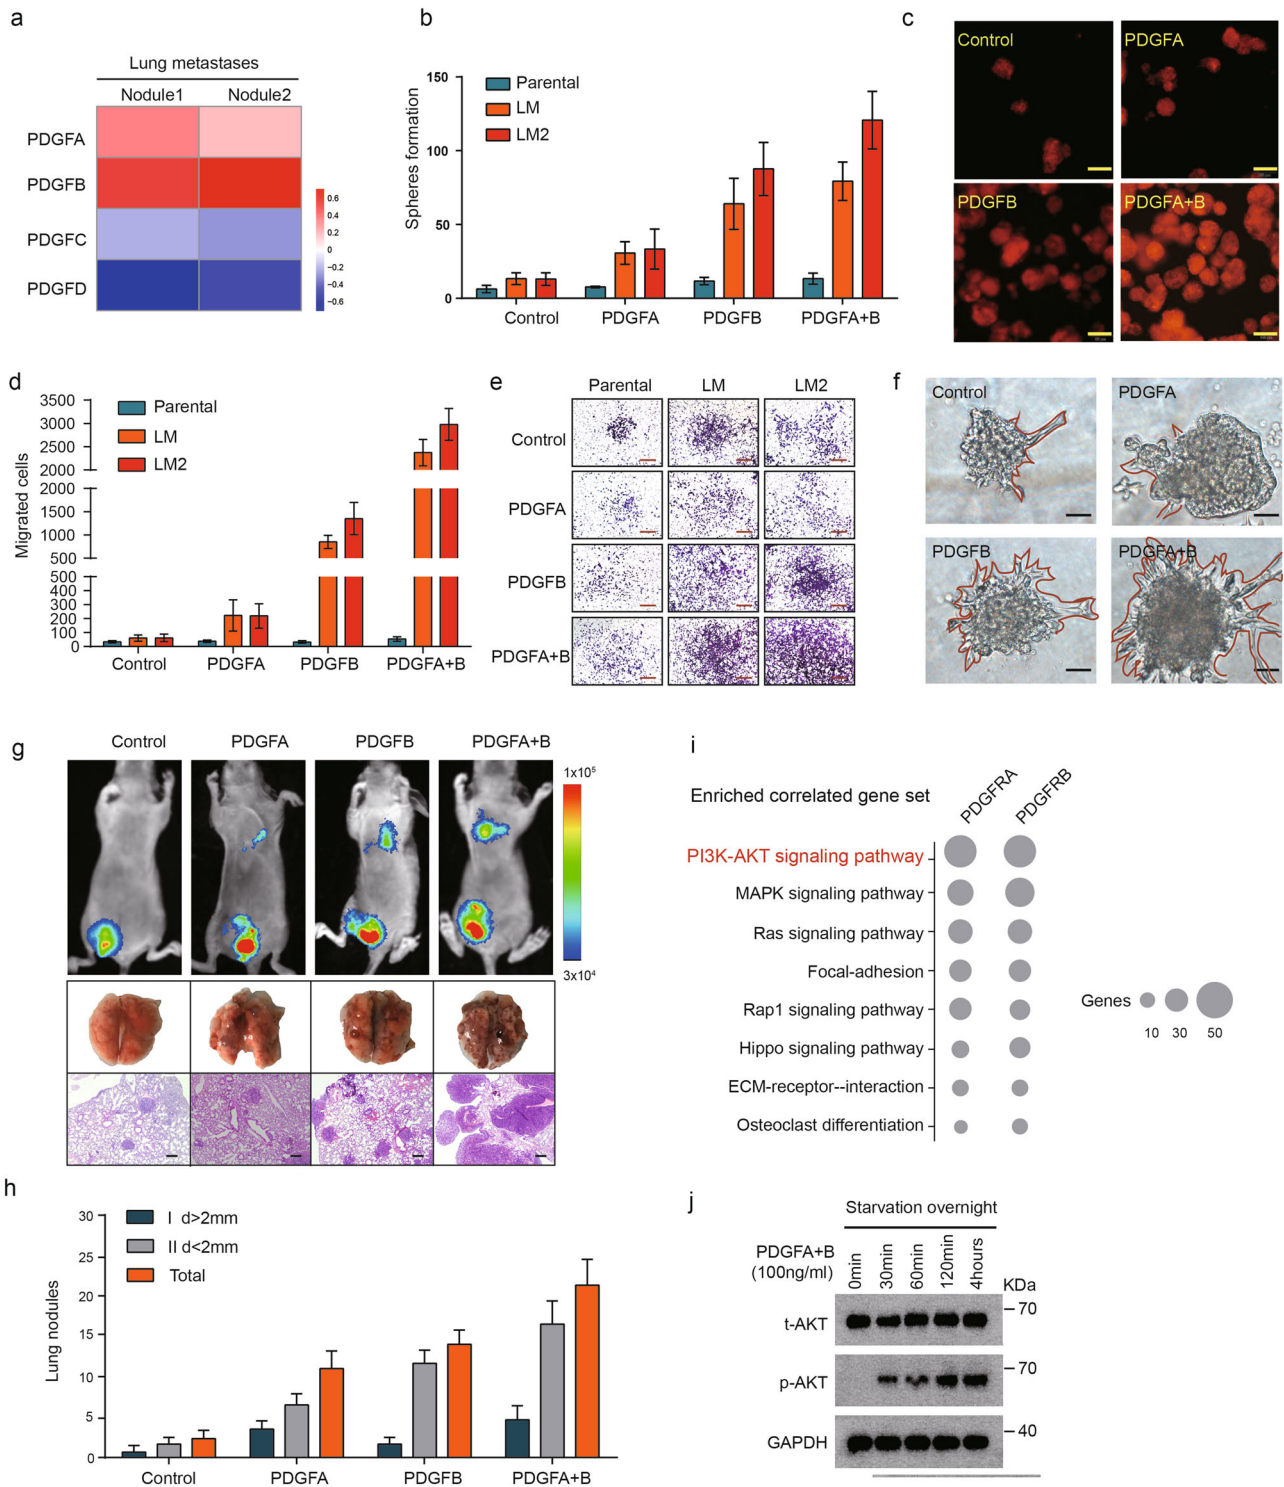 a
Lung metastases
Nodule1 Nodule2
PDGFA
PDGFB
PDGFC
PDGFD
0.6
0.4
0.2
0
−0.2
−0.4
−0.6
b
Spheres formation
150
100
50
0
Parental
LM
LM2
Control PDGFA PDGFB PDGFA+B
c
Control PDGFA
PDGFB PDGFA+B
d
Migrated cells
3500
3000
2500
2000
2000
1500
1000
500
500
400
300
200
100
0
Parental
LM
LM2
Control PDGFA PDGFB PDGFA+B
e
Parental LM LM2
Control
PDGFA
PDGFB
PDGFA+B
f
Control PDGFA
PDGFB PDGFA+B
g
Control PDGFA PDGFB PDGFA+B
1x10⁵
3x10⁴
h
Lung nodules
30
25
20
15
10
5
0
I d>2mm
II d<2mm
Total
Control PDGFA PDGFB PDGFA+B
i
Enriched correlated gene set
PDGFRA
PDGFRB
PI3K-AKT signaling pathway
MAPK signaling pathway
Ras signaling pathway
Focal-adhesion
Rap1 signaling pathway
Hippo signaling pathway
ECM-receptor--interaction
Osteoclast differentiation
Genes
10 30 50
j
Starvation overnight
PDGFA+B
(100ng/ml)
0min
30min
60min
120min
4hours
KDa
t-AKT
70
p-AKT
70
GAPDH
40